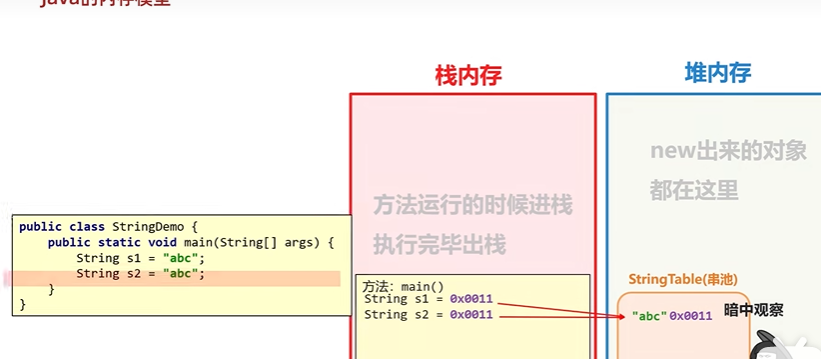 java的内存模型
栈内存
堆内存
new出来的对象
都在这里
方法运行的时候进栈
执行完毕出栈
public class StringDemo {
public static void main(String[] args) {
String s1 = "abc";
String s2 = "abc";
}
}
方法：main()
String s1 = 0x0011
String s2 = 0x0011
StringTable(串池)
"abc" 0x0011
暗中观察